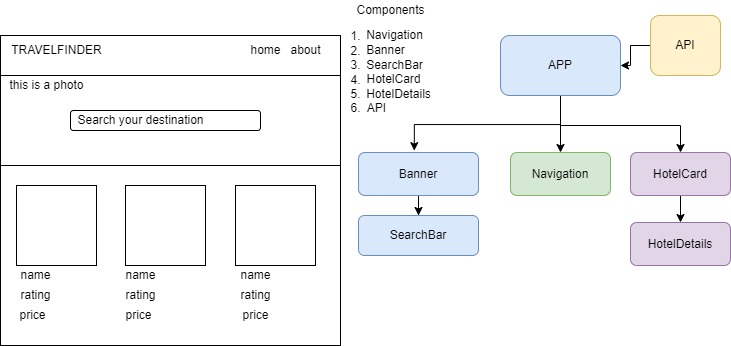 TRAVELFINDER
home about
this is a photo
Search your destination
name name name
rating rating rating
price price price
Components
1. Navigation
2. Banner
3. SearchBar
4. HotelCard
5. HotelDetails
6. API
APP
API
Banner
Navigation
HotelCard
SearchBar
HotelDetails